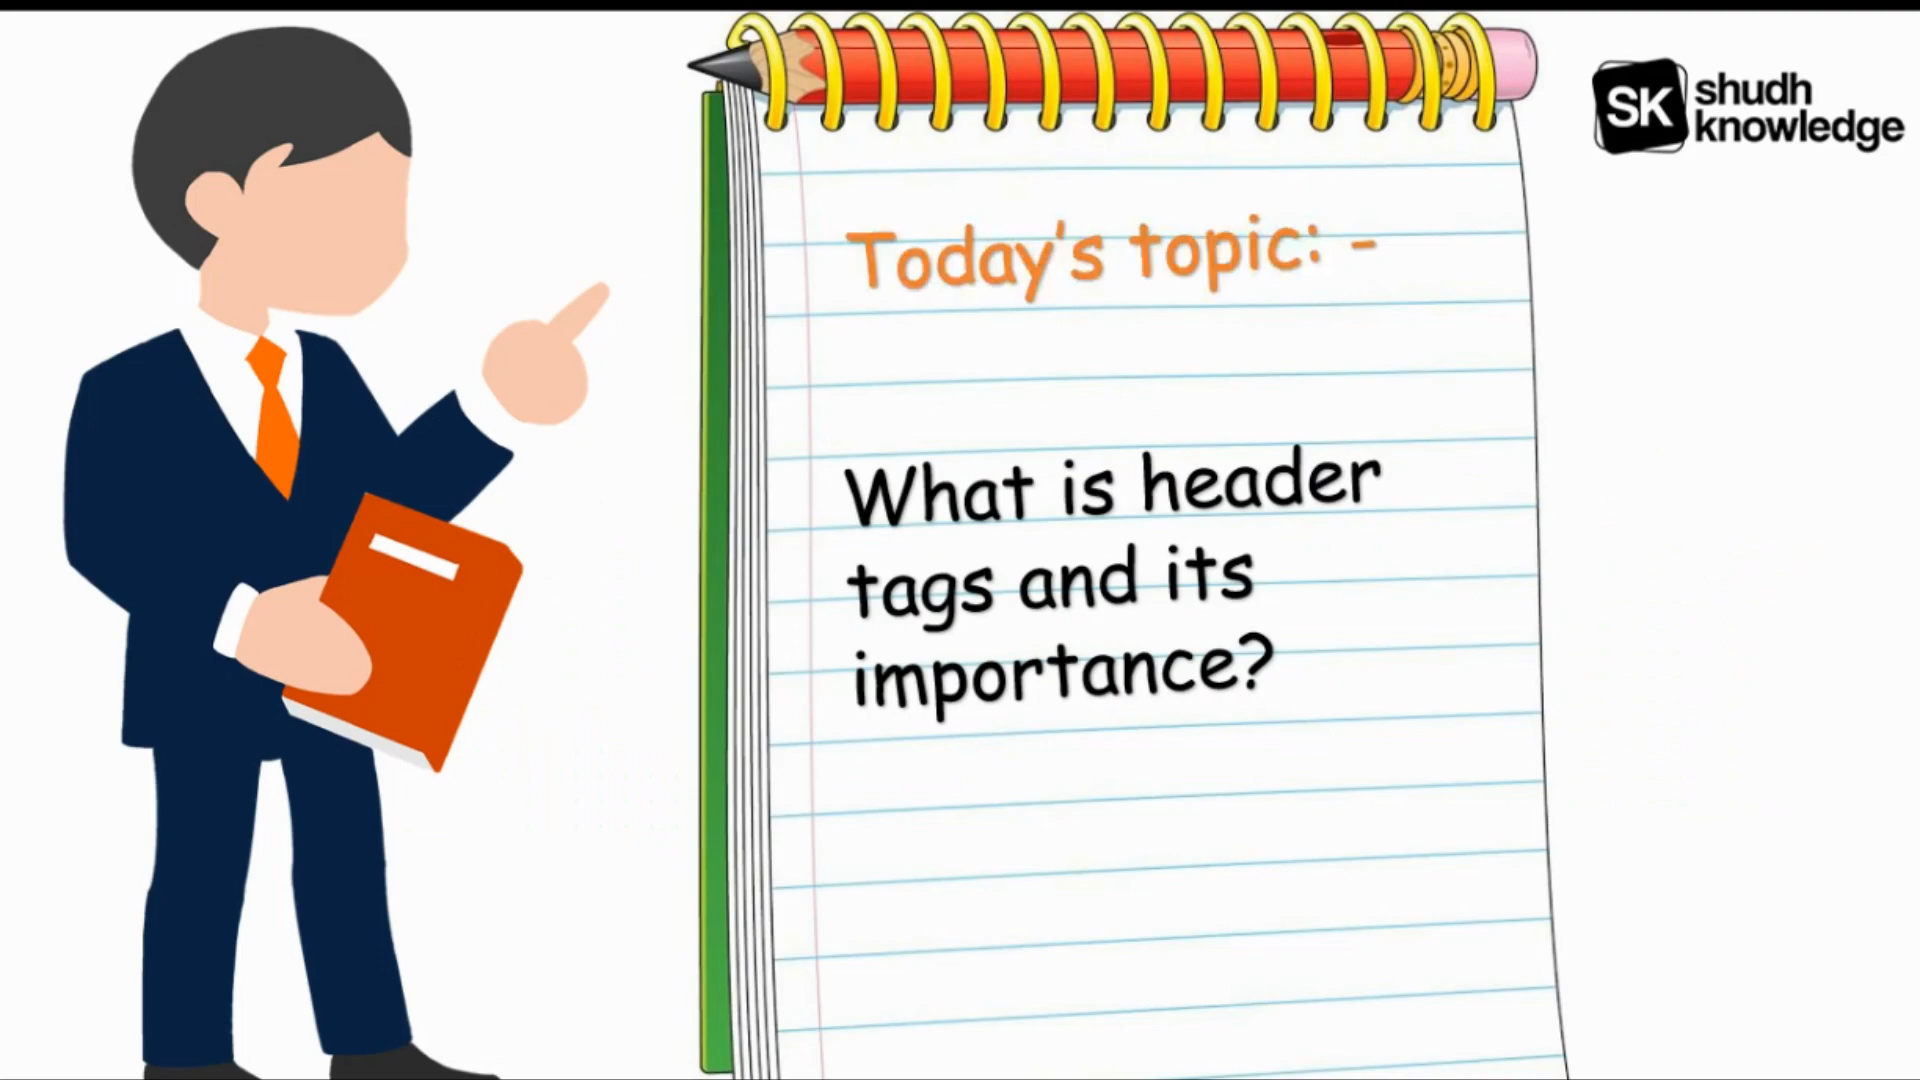 SK shudh
knowledge
Today's topic: -
What is header
tags and its
importance?